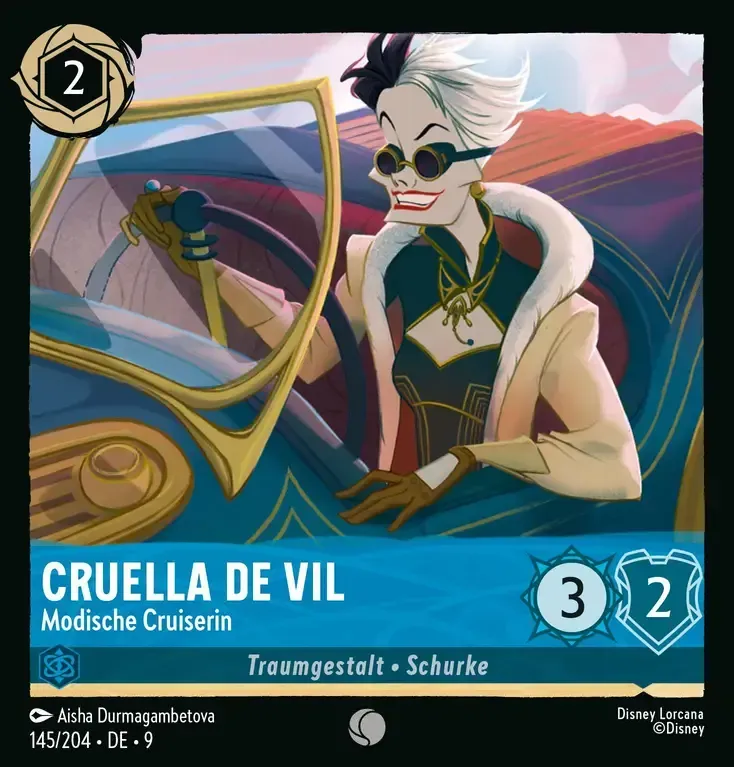 2
CRUELLA DE VIL
Modische Cruiserin
3
2
Traumgestalt • Schurke
Aisha Durmagambetova
145/204 • DE • 9
Disney Lorcana
©Disney